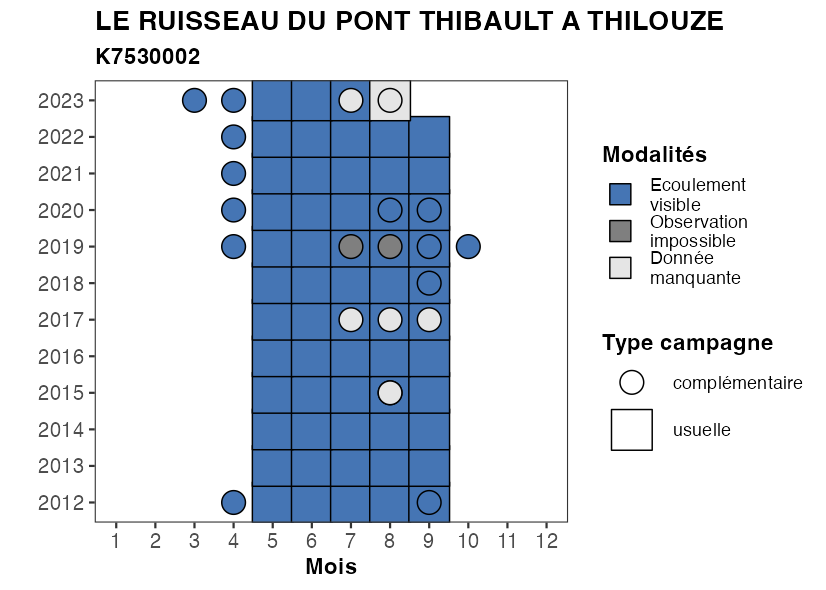 LE RUISSEAU DU PONT THIBAULT A THILOUZE
K7530002
2023
2022
2021
2020
2019
2018
2017
2016
2015
2014
2013
2012
1 2 3 4 5 6 7 8 9 10 11 12
Mois
Modalités
Ecoulement
visible
Observation
impossible
Donnée
manquante
Type campagne
complémentaire
usuelle